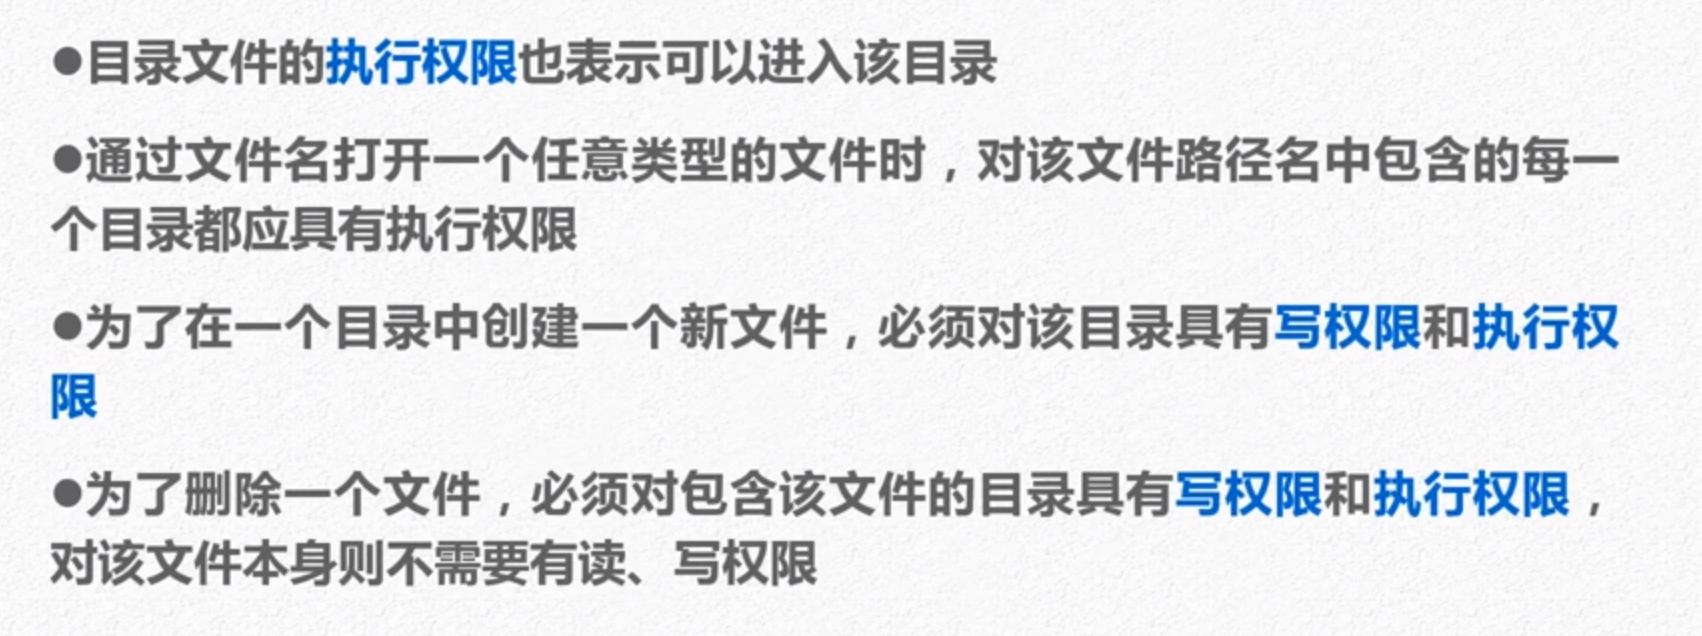 ●目录文件的执行权限也表示可以进入该目录
●通过文件名打开一个任意类型的文件时，对该文件路径名中包含的每一
个目录都应具有执行权限
●为了在一个目录中创建一个新文件，必须对该目录具有写权限和执行权
限
●为了删除一个文件，必须对包含该文件的目录具有写权限和执行权限，
对该文件本身则不需要有读、写权限